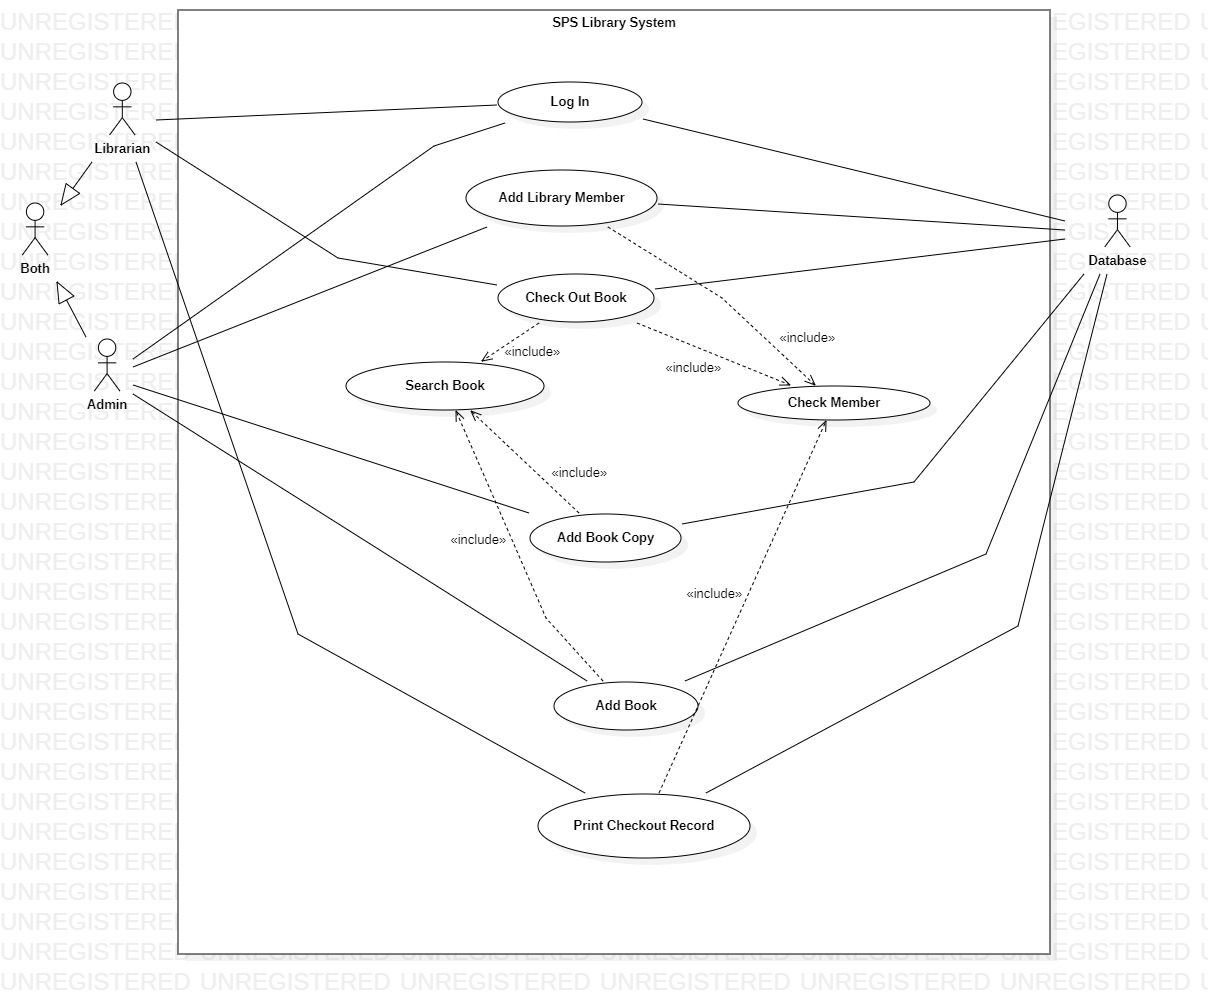 SPS Library System
Log In
Librarian
Add Library Member
Both
Database
Check Out Book
«include»
«include»
«include»
Search Book
Check Member
Admin
«include»
Add Book Copy
«include»
«include»
Add Book
Print Checkout Record
UNREGISTERED UNREGISTERED UNREGISTERED UNREGISTERED UNREGISTERED UNREGISTERED